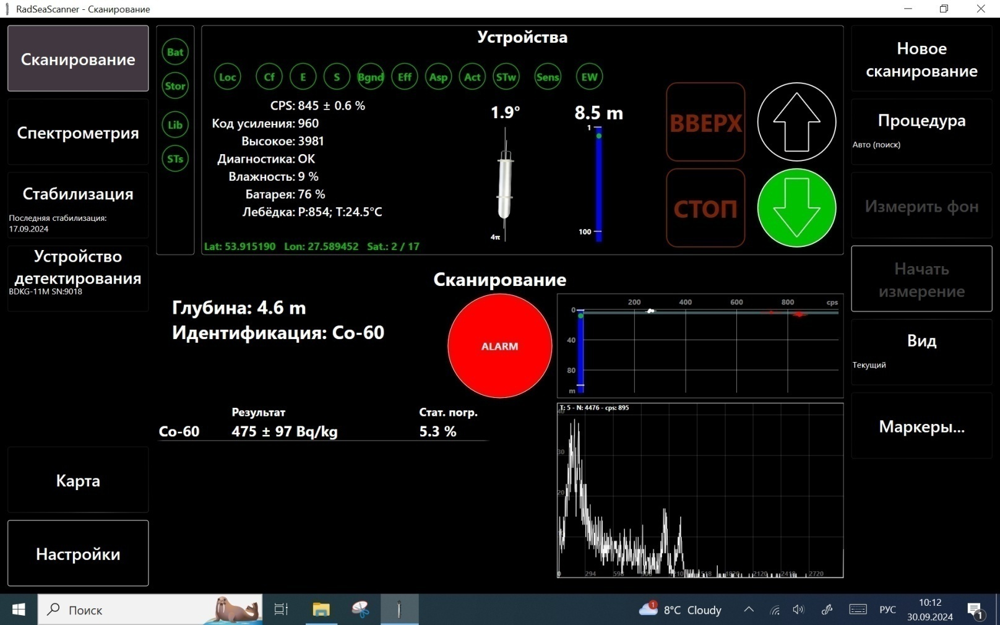 RadSeaScanner - Сканирование
Сканирование
Спектрометрия
Стабилизация
Последняя стабилизация:
17.09.2024
Устройство
детектирования
BDKG-11M SN:9018
Карта
Настройки
Bat
Stor
Lib
STs
Устройства
Loc Cf E S Bgnd Eff Asp Act STw Sens EW
CPS: 845 ± 0.6 %
Код усиления: 960
Высокое: 3981
Диагностика: OK
Влажность: 9 %
Батарея: 76 %
Лебёдка: P:854; T:24.5°C
Lat: 53.915190 Lon: 27.589452 Sat.: 2 / 17
1.9°
4π
8.5 m
1
100
ВВЕРХ
СТОП
Сканирование
Глубина: 4.6 m
Идентификация: Co-60
ALARM
Результат Стат. погр.
Co-60 475 ± 97 Bq/kg 5.3 %
200 400 600 800 cps
0
40
80
m
T: 5 - N: 4476 - cps: 895
40
30
20
0 294 2120 2720
Новое
сканирование
Процедура
Авто (поиск)
Измерить фон
Начать
измерение
Вид
Текущий
Маркеры...
Поиск
1
8°C Cloudy
РУС
10:12
30.09.2024
1